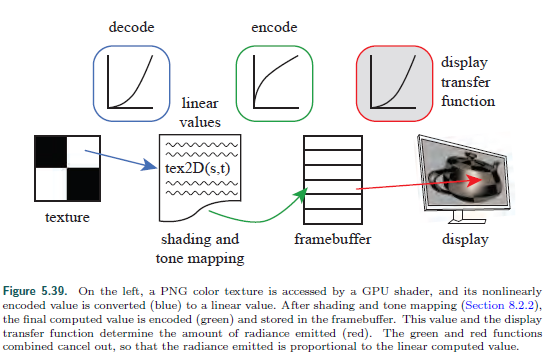 decode
encode
display
transfer
function
linear
values
tex2D(s,t)
texture
shading and
tone mapping
framebuffer
display
Figure 5.39. On the left, a PNG color texture is accessed by a GPU shader, and its nonlinearly
encoded value is converted (blue) to a linear value. After shading and tone mapping (Section 8.2.2),
the final computed value is encoded (green) and stored in the framebuffer. This value and the display
transfer function determine the amount of radiance emitted (red). The green and red functions
combined cancel out, so that the radiance emitted is proportional to the linear computed value.